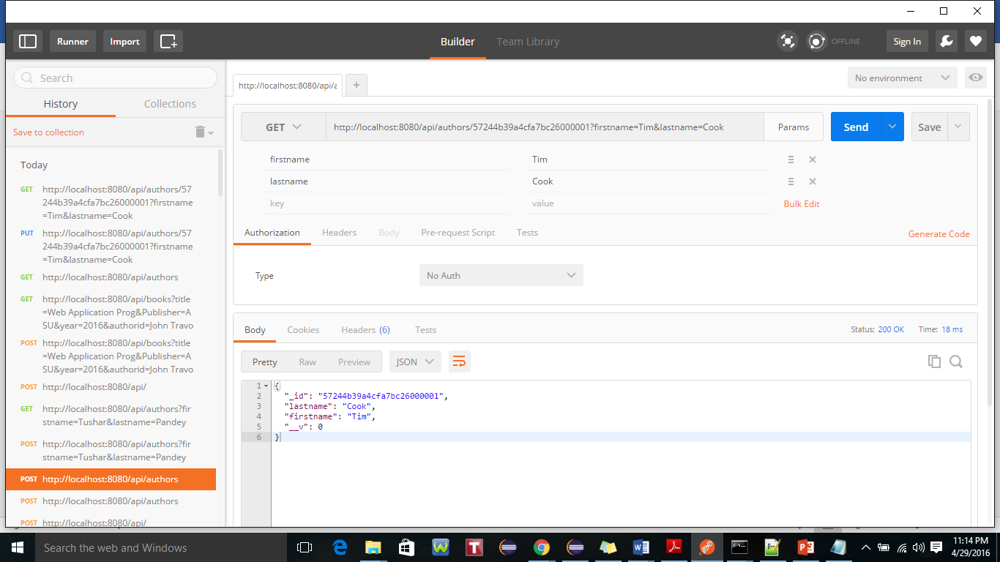 Runner
Import
Builder
Team Library
OFFLINE
Sign In
Search
History
Collections
Save to collection
Today
GET http://localhost:8080/api/authors/57
244b39a4cfa7bc26000001?firstname
=Tim&lastname=Cook
PUT http://localhost:8080/api/authors/57
244b39a4cfa7bc26000001?firstname
=Tim&lastname=Cook
GET http://localhost:8080/api/authors
GET http://localhost:8080/api/books?title
=Web Application Prog&Publisher=A
SU&year=2016&authorid=John Travo
POST http://localhost:8080/api/books?title
=Web Application Prog&Publisher=A
SU&year=2016&authorid=John Travo
POST http://localhost:8080/api/
GET http://localhost:8080/api/authors?fir
stname=Tushar&lastname=Pandey
POST http://localhost:8080/api/authors?fir
stname=Tushar&lastname=Pandey
POST http://localhost:8080/api/authors
POST http://localhost:8080/api/authors
POST http://localhost:8080/api/
http://localhost:8080/api/a
+
No environment
GET http://localhost:8080/api/authors/57244b39a4cfa7bc26000001?firstname=Tim&lastname=Cook Params Send Save
firstname Tim
lastname Cook
key value Bulk Edit
Authorization Headers Body Pre-request Script Tests Generate Code
Type No Auth
Body Cookies Headers (6) Tests Status: 200 OK Time: 18 ms
Pretty Raw Preview JSON
1 {
2 "_id": "57244b39a4cfa7bc26000001",
3 "lastname": "Cook",
4 "firstname": "Tim",
5 "__v": 0
6 }
Search the web and Windows
11:14 PM
4/29/2016